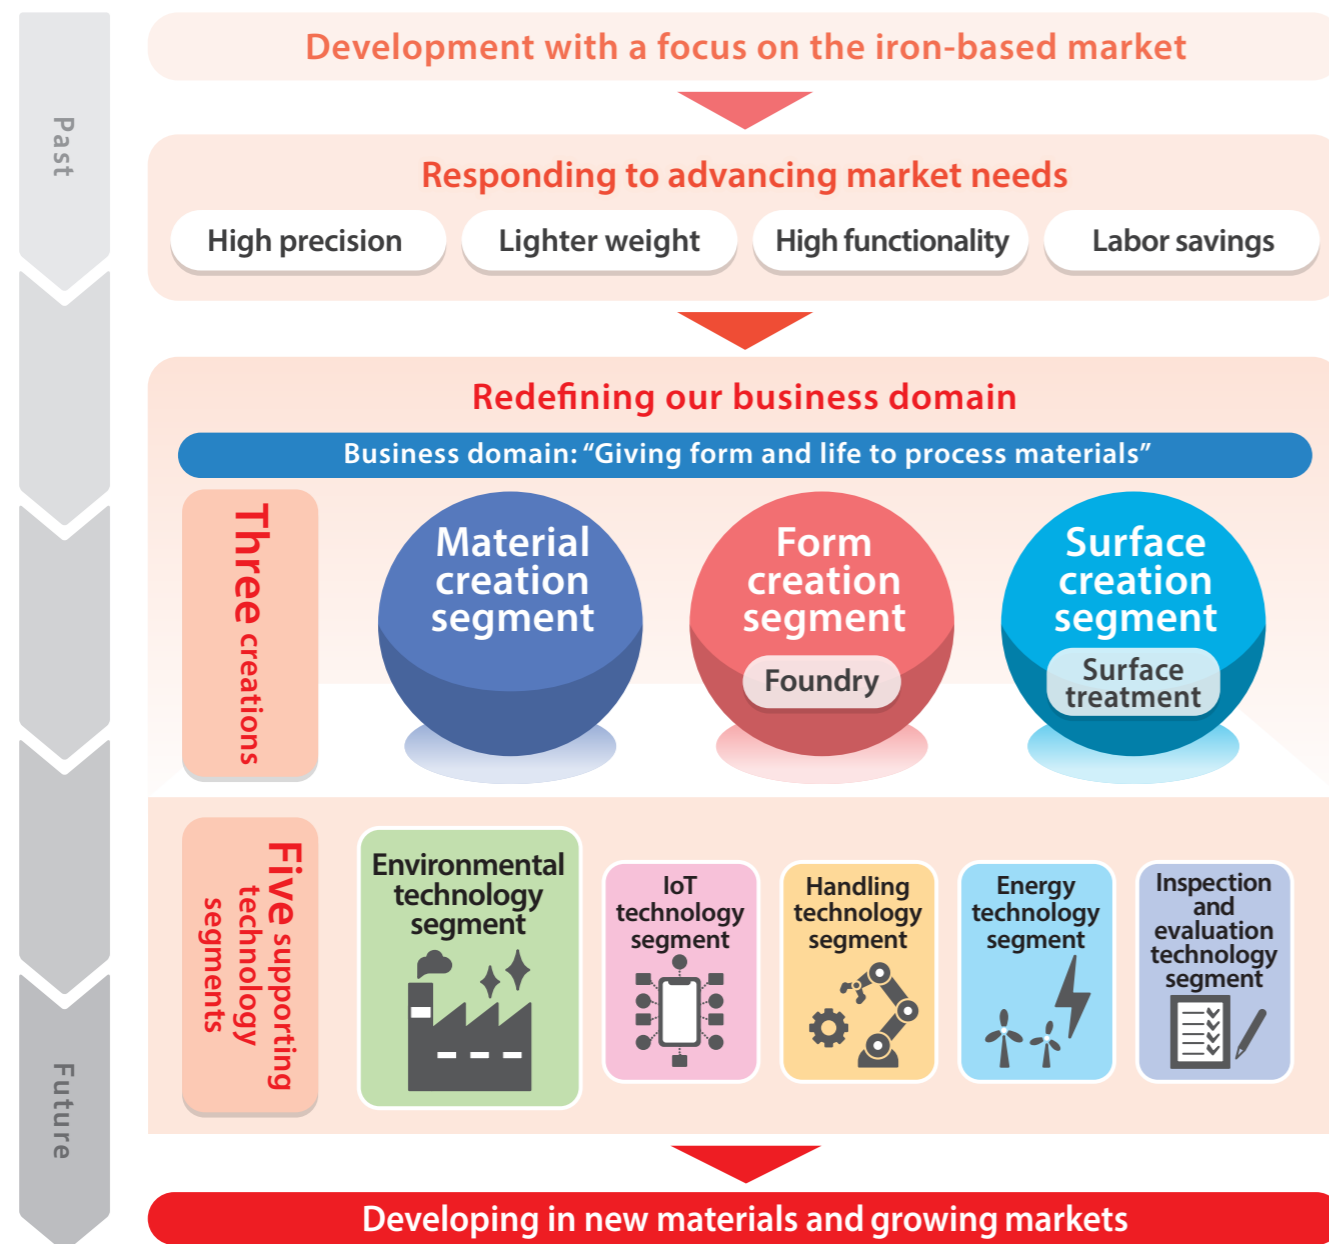 Past
Development with a focus on the iron-based market
Responding to advancing market needs
High precision
Lighter weight
High functionality
Labor savings
Redefining our business domain
Business domain: “Giving form and life to process materials”
Three creations
Material
creation
segment
Form
creation
segment
Foundry
Surface
creation
segment
Surface
treatment
Five supporting
technology
segments
Environmental
technology
segment
IoT
technology
segment
Handling
technology
segment
Energy
technology
segment
Inspection
and
evaluation
technology
segment
Future
Developing in new materials and growing markets